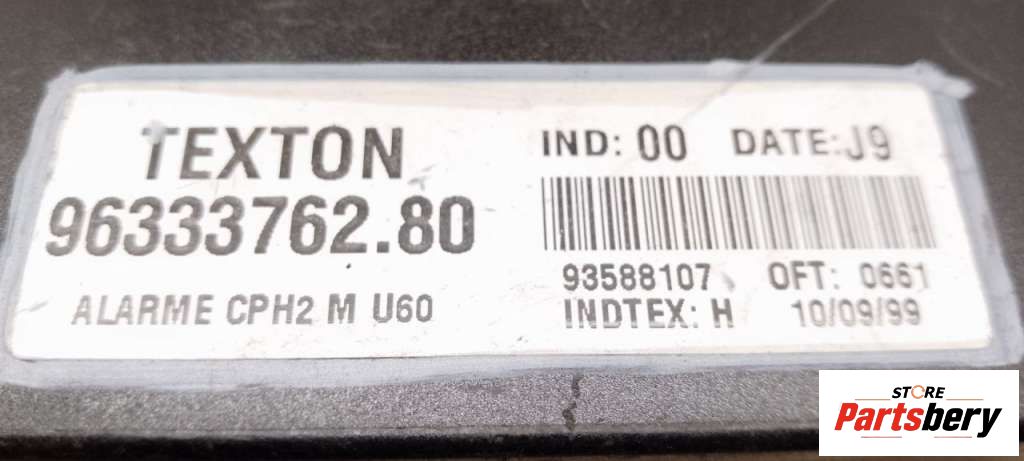 TEXTON
96333762.80
ALARME CPH2 M U60
IND: 00 DATE: J9
93588107 OFT: 0661
INDTEX: H 10/09/99
STORE
Partsbery